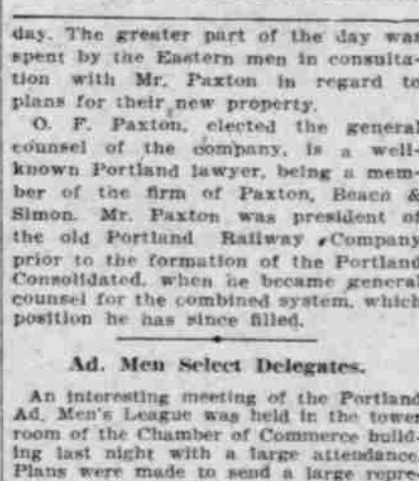 day. The greater part of the day was
spent by the Eastern men in consulta-
tion with Mr. Paxton in regard to
plans for their new property.
O. F. Paxton, elected the general
counsel of the company, is a well-
known Portland lawyer, being a mem-
ber of the firm of Paxton, Beach &
Simon. Mr. Paxton was president of
the old Portland Railway Company
prior to the formation of the Portland
Consolidated, when he became general
counsel for the combined system, which
position he has since filled.
Ad. Men Select Delegates.
An interesting meeting of the Portland
Ad. Men's League was held in the tower
room of the Chamber of Commerce build-
ing last night with a large attendance.
Plans were made to send a large repre-